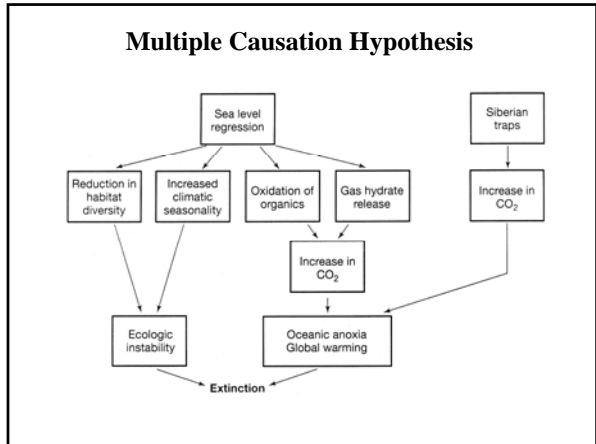 Multiple Causation Hypothesis
Sea level
regression
Siberian
traps
Reduction in
habitat
diversity
Increased
climatic
seasonality
Oxidation of
organics
Gas hydrate
release
Increase in
CO₂
Increase in
CO₂
Ecologic
instability
Oceanic anoxia
Global warming
Extinction